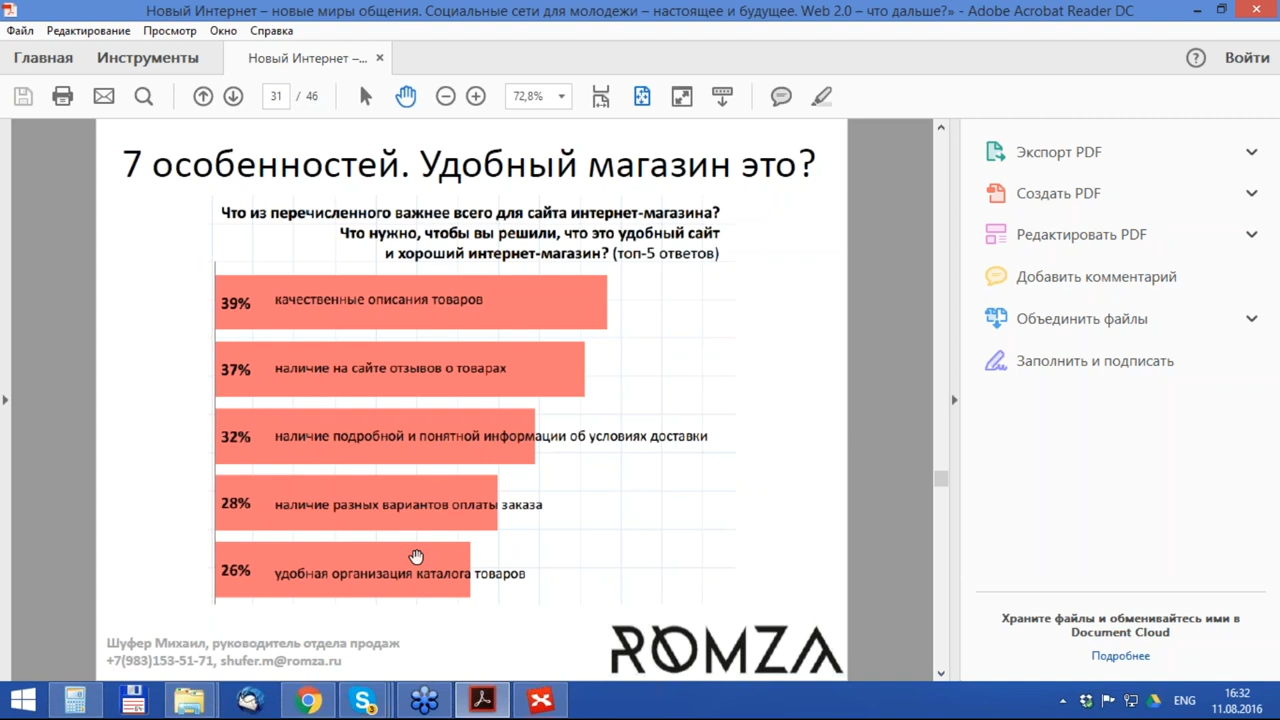 Новый Интернет – новые миры общения. Социальные сети для молодежи – настоящее и будущее. Web 2.0 – что дальше?» - Adobe Acrobat Reader DC
Файл Редактирование Просмотр Окно Справка
Главная Инструменты Новый Интернет –... × ? Войти
31 / 46 72,8%
7 особенностей. Удобный магазин это?
Что из перечисленного важнее всего для сайта интернет-магазина?
Что нужно, чтобы вы решили, что это удобный сайт
и хороший интернет-магазин? (топ-5 ответов)
39% качественные описания товаров
37% наличие на сайте отзывов о товарах
32% наличие подробной и понятной информации об условиях доставки
28% наличие разных вариантов оплаты заказа
26% удобная организация каталога товаров
Шуфер Михаил, руководитель отдела продаж
+7(983)153-51-71, shufer.m@romza.ru
ROMZA
Экспорт PDF
Создать PDF
Редактировать PDF
Добавить комментарий
Объединить файлы
Заполнить и подписать
Храните файлы и обменивайтесь ими в
Document Cloud
Подробнее
3
ENG
16:32
11.08.2016